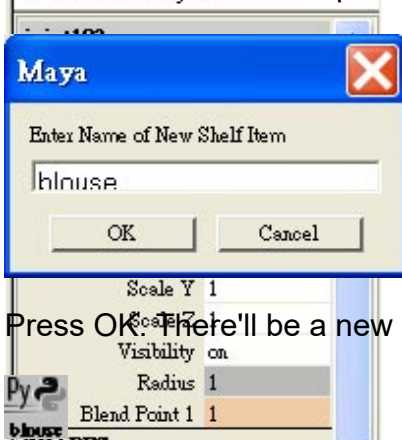 Maya
Enter Name of New Shelf Item
blouse
OK
Cancel
Scale Y 1
Press OK. There'll be a new
Visibility on
Radius 1
Py
Blend Point 1 1
blouse